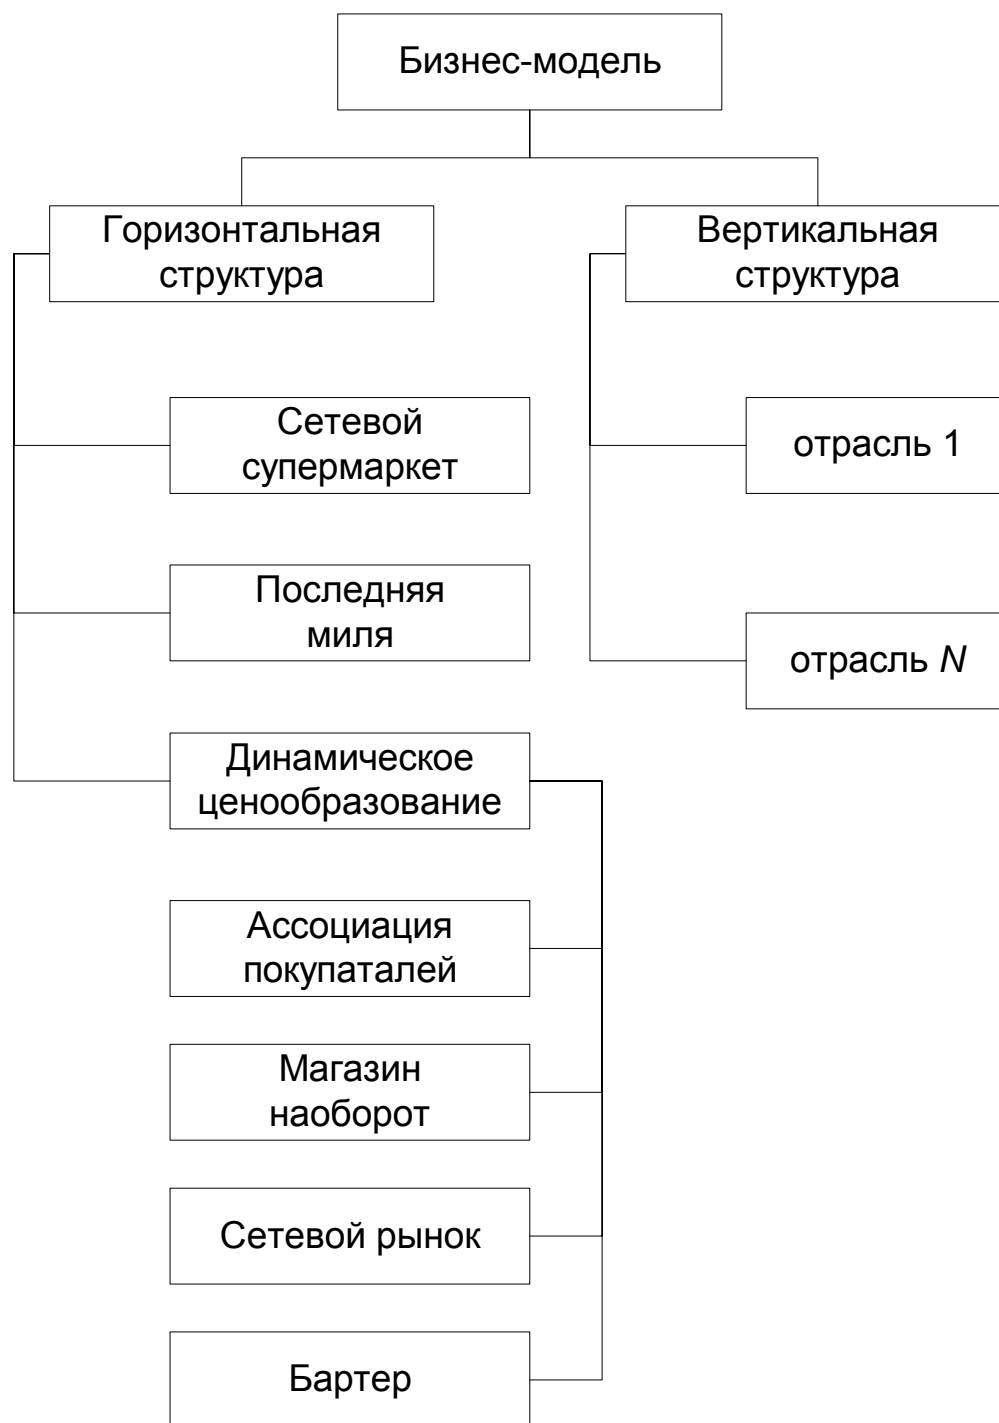 Бизнес-модель
Горизонтальная
структура
Вертикальная
структура
Сетевой
супермаркет
отрасль 1
Последняя
миля
отрасль N
Динамическое
ценообразование
Ассоциация
покупаталей
Магазин
наоборот
Сетевой рынок
Бартер